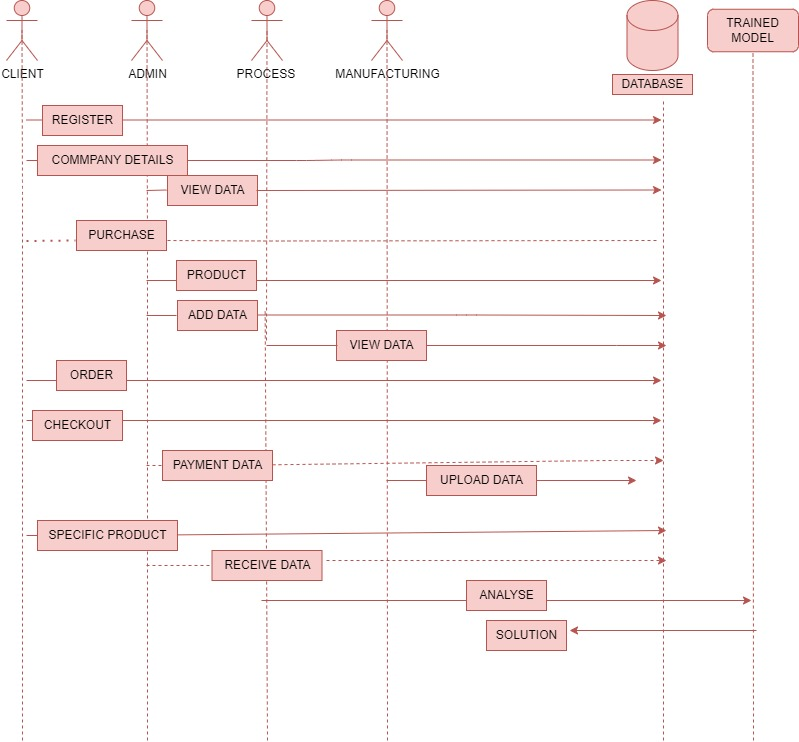 TRAINED
MODEL
CLIENT
ADMIN
PROCESS
MANUFACTURING
DATABASE
REGISTER
COMMPANY DETAILS
VIEW DATA
PURCHASE
PRODUCT
ADD DATA
VIEW DATA
ORDER
CHECKOUT
PAYMENT DATA
UPLOAD DATA
SPECIFIC PRODUCT
RECEIVE DATA
ANALYSE
SOLUTION